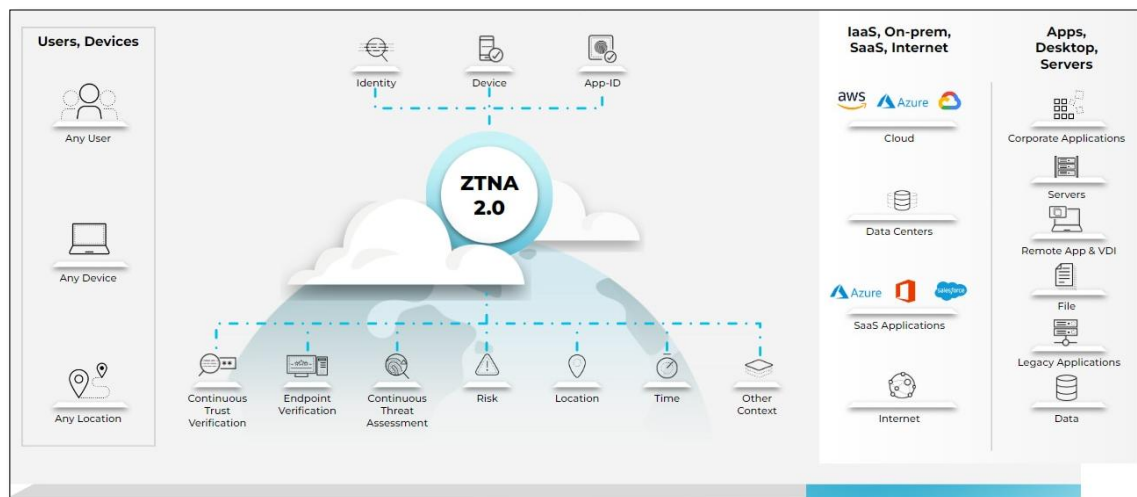 Users, Devices
Any User
Any Device
Any Location
Identity
Device
App-ID
ZTNA
2.0
Continuous
Trust
Verification
Endpoint
Verification
Continuous
Threat
Assessment
Risk
Location
Time
Other
Context
IaaS, On-prem,
SaaS, Internet
aws
Azure
Cloud
Data Centers
Azure
salesforce
SaaS Applications
Internet
Apps,
Desktop,
Servers
Corporate Applications
Servers
Remote App & VDI
File
Legacy Applications
Data